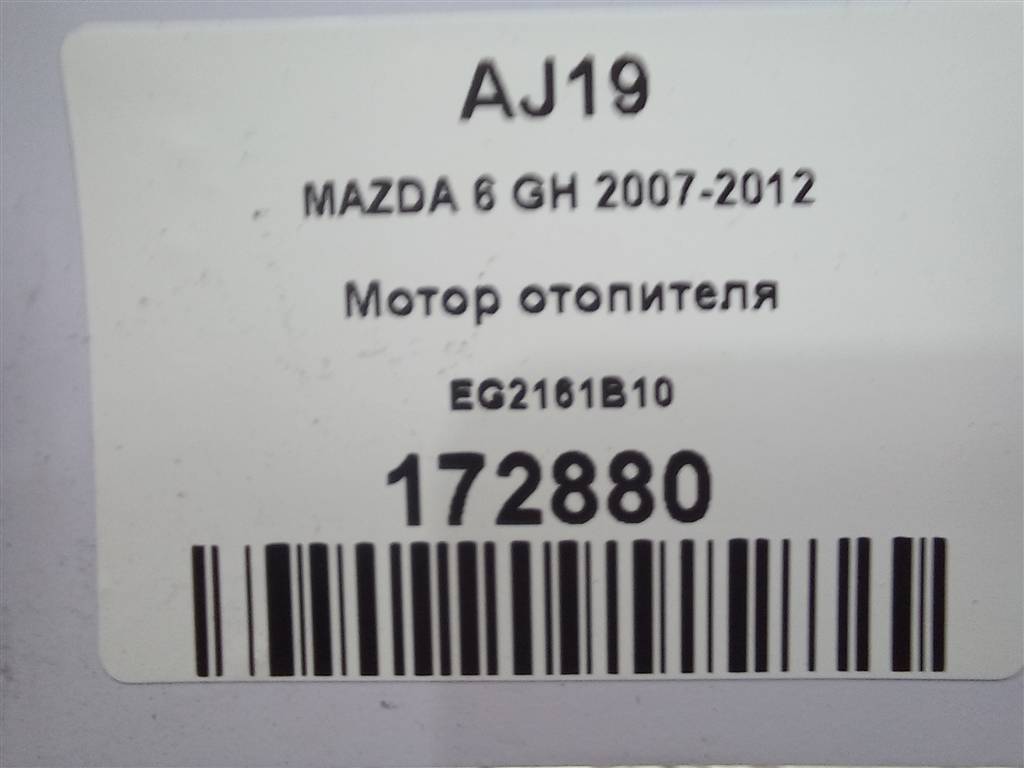 AJ19
MAZDA 6 GH 2007-2012
Мотор отопителя
EG2161B10
172880